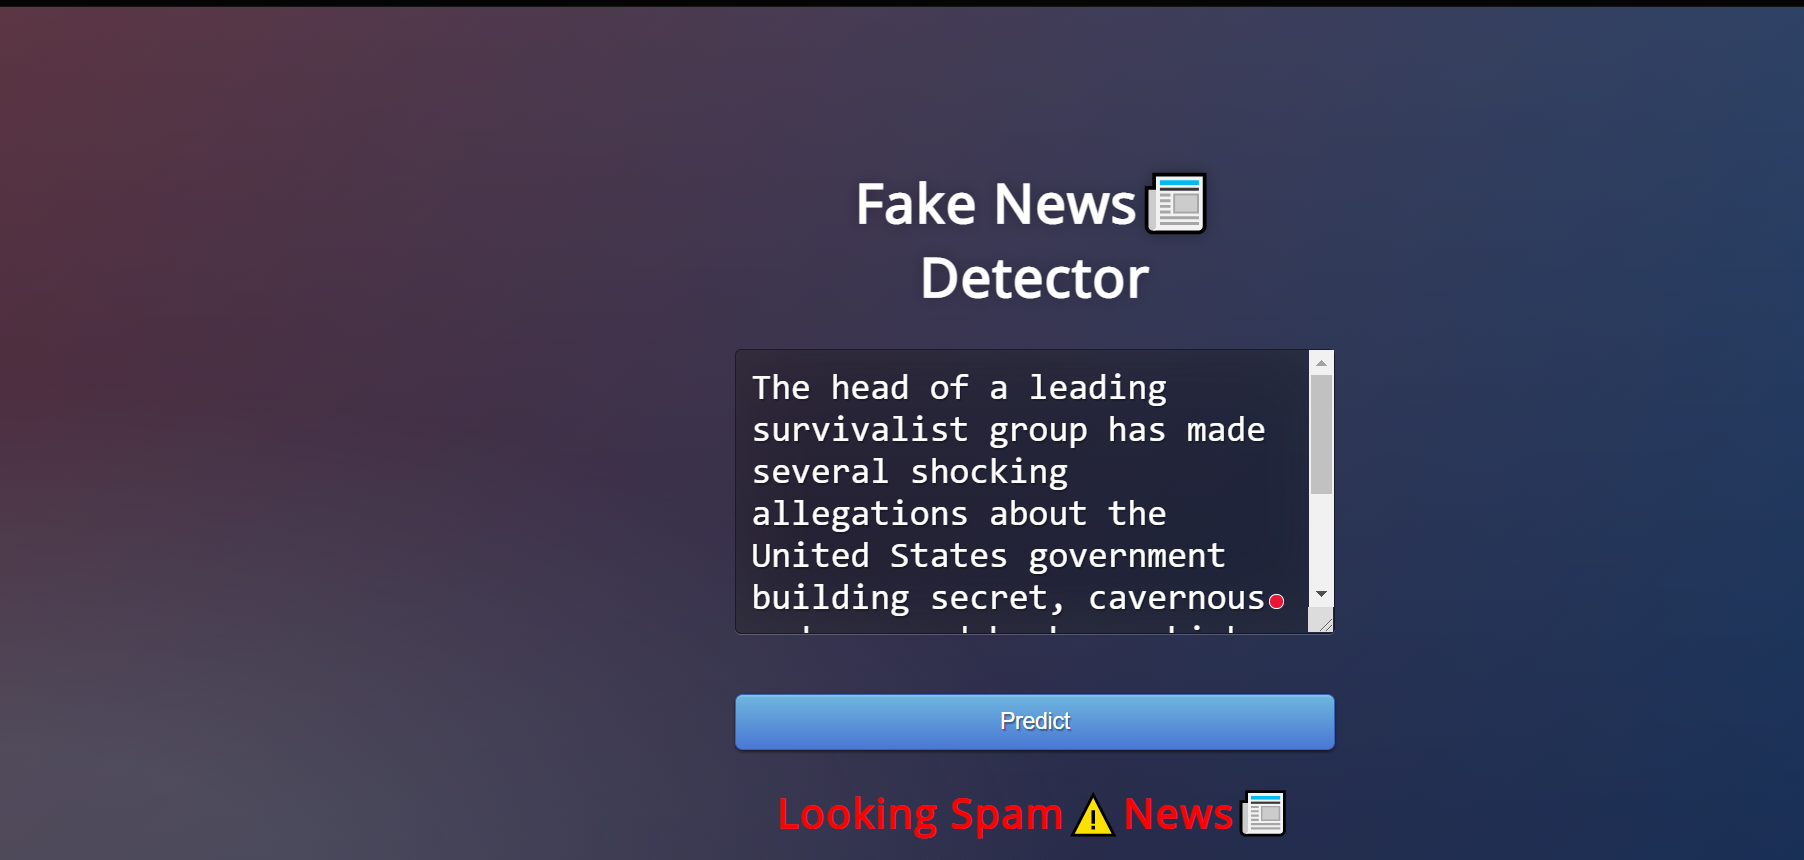 Fake News📰
Detector
The head of a leading
survivalist group has made
several shocking
allegations about the
United States government
building secret, cavernous
Predict
Looking Spam⚠News📰